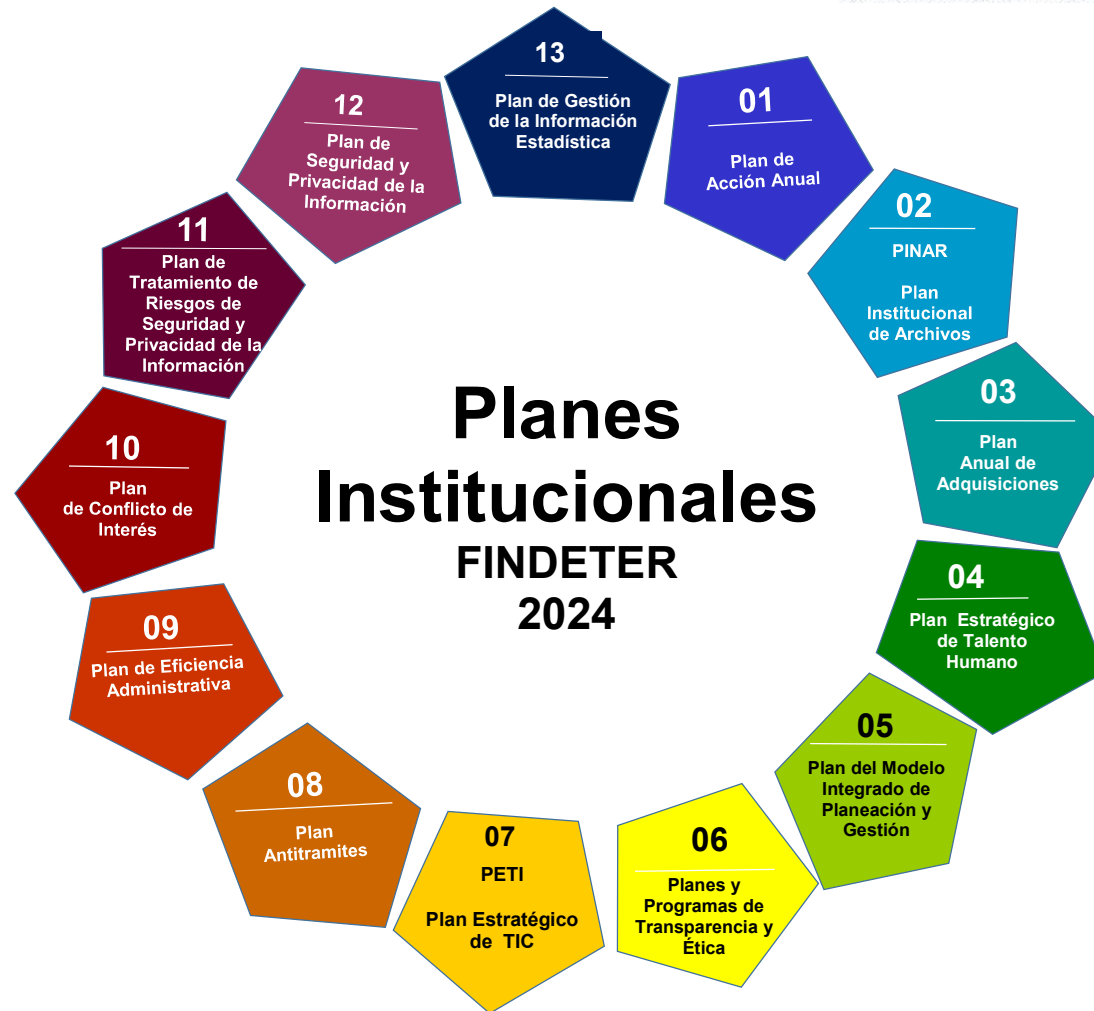 Planes
Institucionales
FINDETER
2024
01
Plan de
Acción Anual
02
PINAR
Plan
Institucional
de Archivos
03
Plan
Anual de
Adquisiciones
04
Plan Estratégico
de Talento
Humano
05
Plan del Modelo
Integrado de
Planeación y
Gestión
06
Planes y
Programas de
Transparencia y
Ética
07
PETI
Plan Estratégico
de TIC
08
Plan
Antitramites
09
Plan de Eficiencia
Administrativa
10
Plan
de Conflicto de
Interés
11
Plan de
Tratamiento de
Riesgos de
Seguridad y
Privacidad de la
Información
12
Plan de
Seguridad y
Privacidad de la
Información
13
Plan de Gestión
de la Información
Estadística